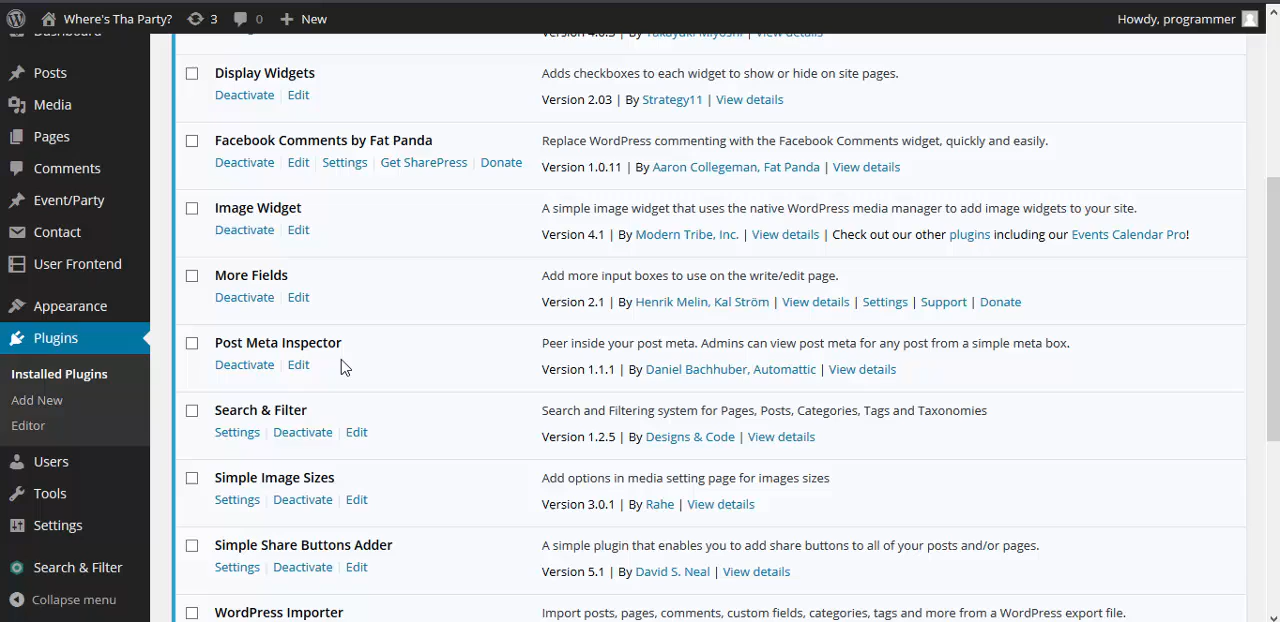 Where's Tha Party? 3 0 New Howdy, programmer
Dashboard
Posts
Media
Pages
Comments
Event/Party
Contact
User Frontend
Appearance
Plugins
Installed Plugins
Add New
Editor
Users
Tools
Settings
Search & Filter
Collapse menu
Version 4.0.3 | By Takayuki Miyoshi | View details
Display Widgets
Deactivate | Edit
Adds checkboxes to each widget to show or hide on site pages.
Version 2.03 | By Strategy11 | View details
Facebook Comments by Fat Panda
Deactivate | Edit | Settings | Get SharePress | Donate
Replace WordPress commenting with the Facebook Comments widget, quickly and easily.
Version 1.0.11 | By Aaron Collegeman, Fat Panda | View details
Image Widget
Deactivate | Edit
A simple image widget that uses the native WordPress media manager to add image widgets to your site.
Version 4.1 | By Modern Tribe, Inc. | View details | Check out our other plugins including our Events Calendar Pro!
More Fields
Deactivate | Edit
Add more input boxes to use on the write/edit page.
Version 2.1 | By Henrik Melin, Kal Ström | View details | Settings | Support | Donate
Post Meta Inspector
Deactivate | Edit
Peer inside your post meta. Admins can view post meta for any post from a simple meta box.
Version 1.1.1 | By Daniel Bachhuber, Automattic | View details
Search & Filter
Settings | Deactivate | Edit
Search and Filtering system for Pages, Posts, Categories, Tags and Taxonomies
Version 1.2.5 | By Designs & Code | View details
Simple Image Sizes
Settings | Deactivate | Edit
Add options in media setting page for images sizes
Version 3.0.1 | By Rahe | View details
Simple Share Buttons Adder
Settings | Deactivate | Edit
A simple plugin that enables you to add share buttons to all of your posts and/or pages.
Version 5.1 | By David S. Neal | View details
WordPress Importer
Import posts, pages, comments, custom fields, categories, tags and more from a WordPress export file.